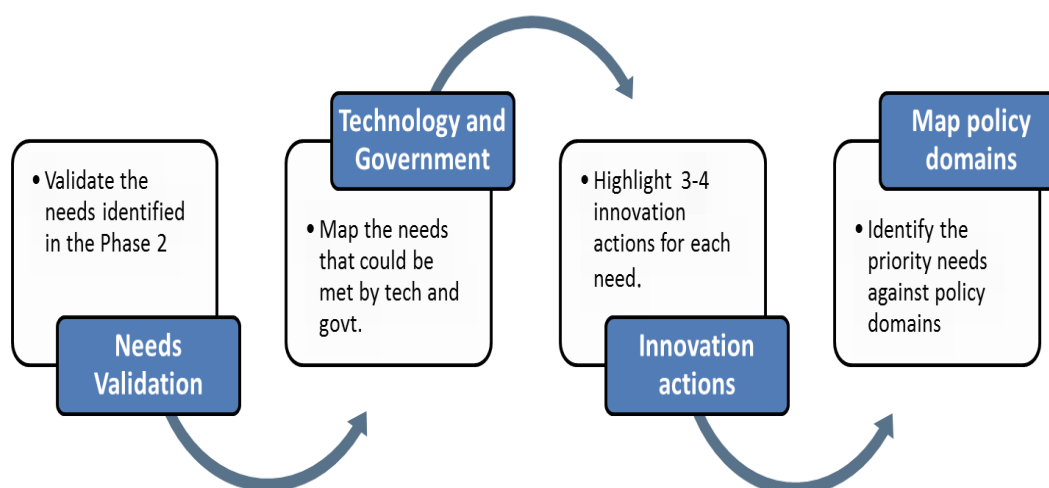 • Validate the
needs identified
in the Phase 2
Needs
Validation
Technology and
Government
• Map the needs
that could be
met by tech and
govt.
• Highlight 3-4
innovation
actions for each
need.
Innovation
actions
Map policy
domains
• Identify the
priority needs
against policy
domains